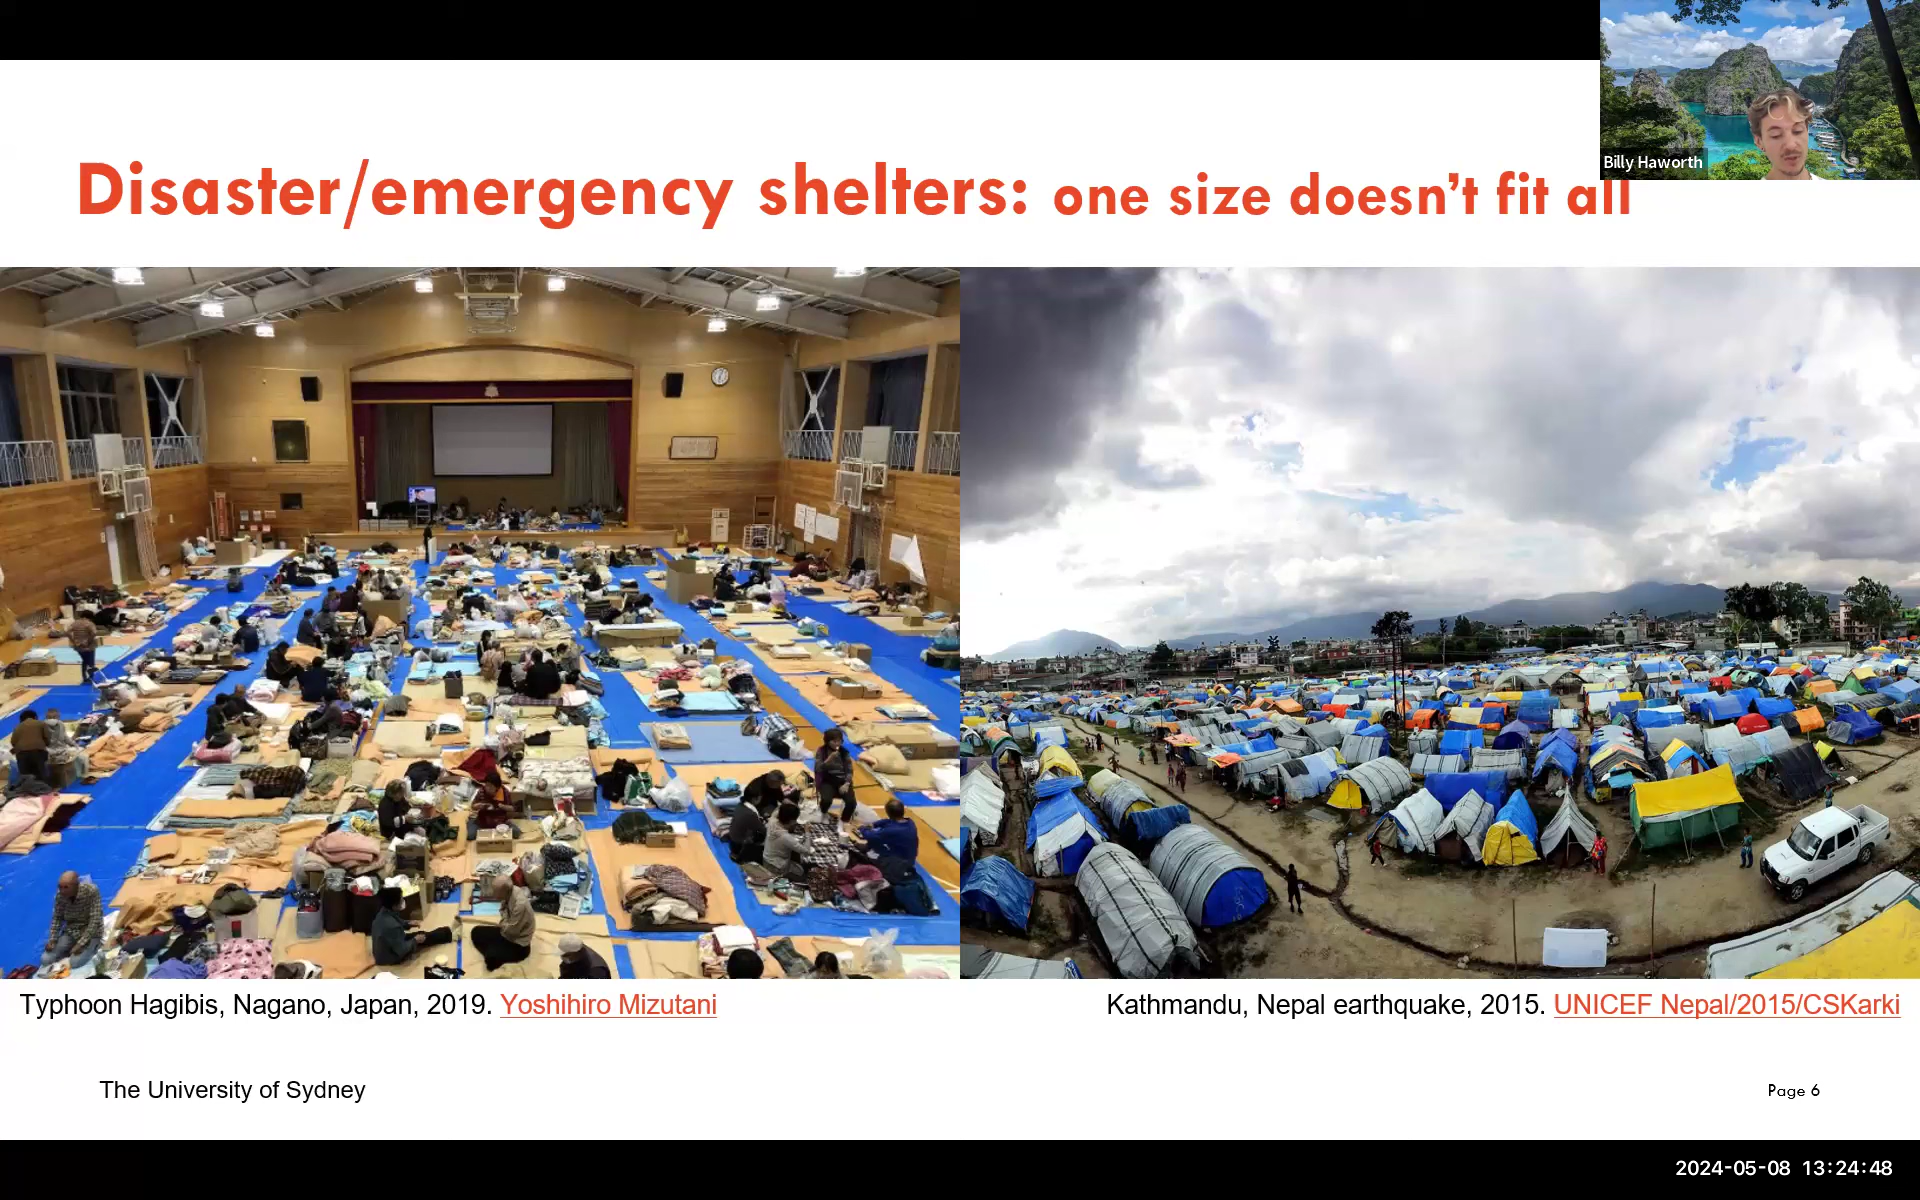 Billy Haworth
Disaster/emergency shelters: one size doesn't fit all
Typhoon Hagibis, Nagano, Japan, 2019. Yoshihiro Mizutani
Kathmandu, Nepal earthquake, 2015. UNICEF Nepal/2015/CSKarki
The University of Sydney
Page 6
2024-05-08 13:24:48